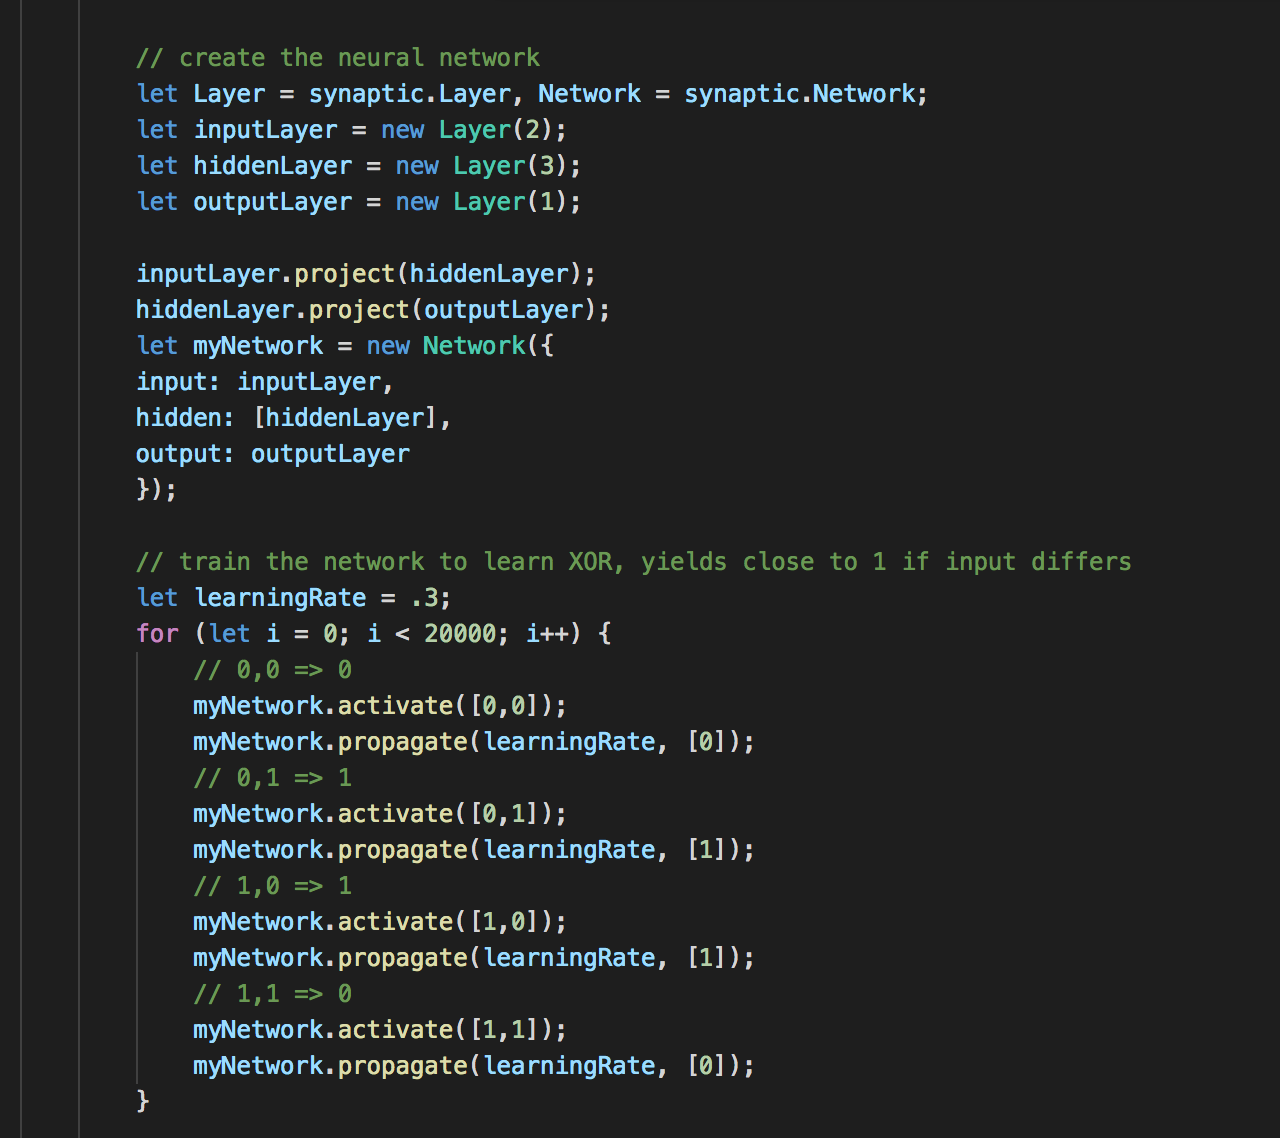 // create the neural network
let Layer = synaptic.Layer, Network = synaptic.Network;
let inputLayer = new Layer(2);
let hiddenLayer = new Layer(3);
let outputLayer = new Layer(1);

inputLayer.project(hiddenLayer);
hiddenLayer.project(outputLayer);
let myNetwork = new Network({
input: inputLayer,
hidden: [hiddenLayer],
output: outputLayer
});

// train the network to learn XOR, yields close to 1 if input differs
let learningRate = .3;
for (let i = 0; i < 20000; i++) {
    // 0,0 => 0
    myNetwork.activate([0,0]);
    myNetwork.propagate(learningRate, [0]);
    // 0,1 => 1
    myNetwork.activate([0,1]);
    myNetwork.propagate(learningRate, [1]);
    // 1,0 => 1
    myNetwork.activate([1,0]);
    myNetwork.propagate(learningRate, [1]);
    // 1,1 => 0
    myNetwork.activate([1,1]);
    myNetwork.propagate(learningRate, [0]);
}